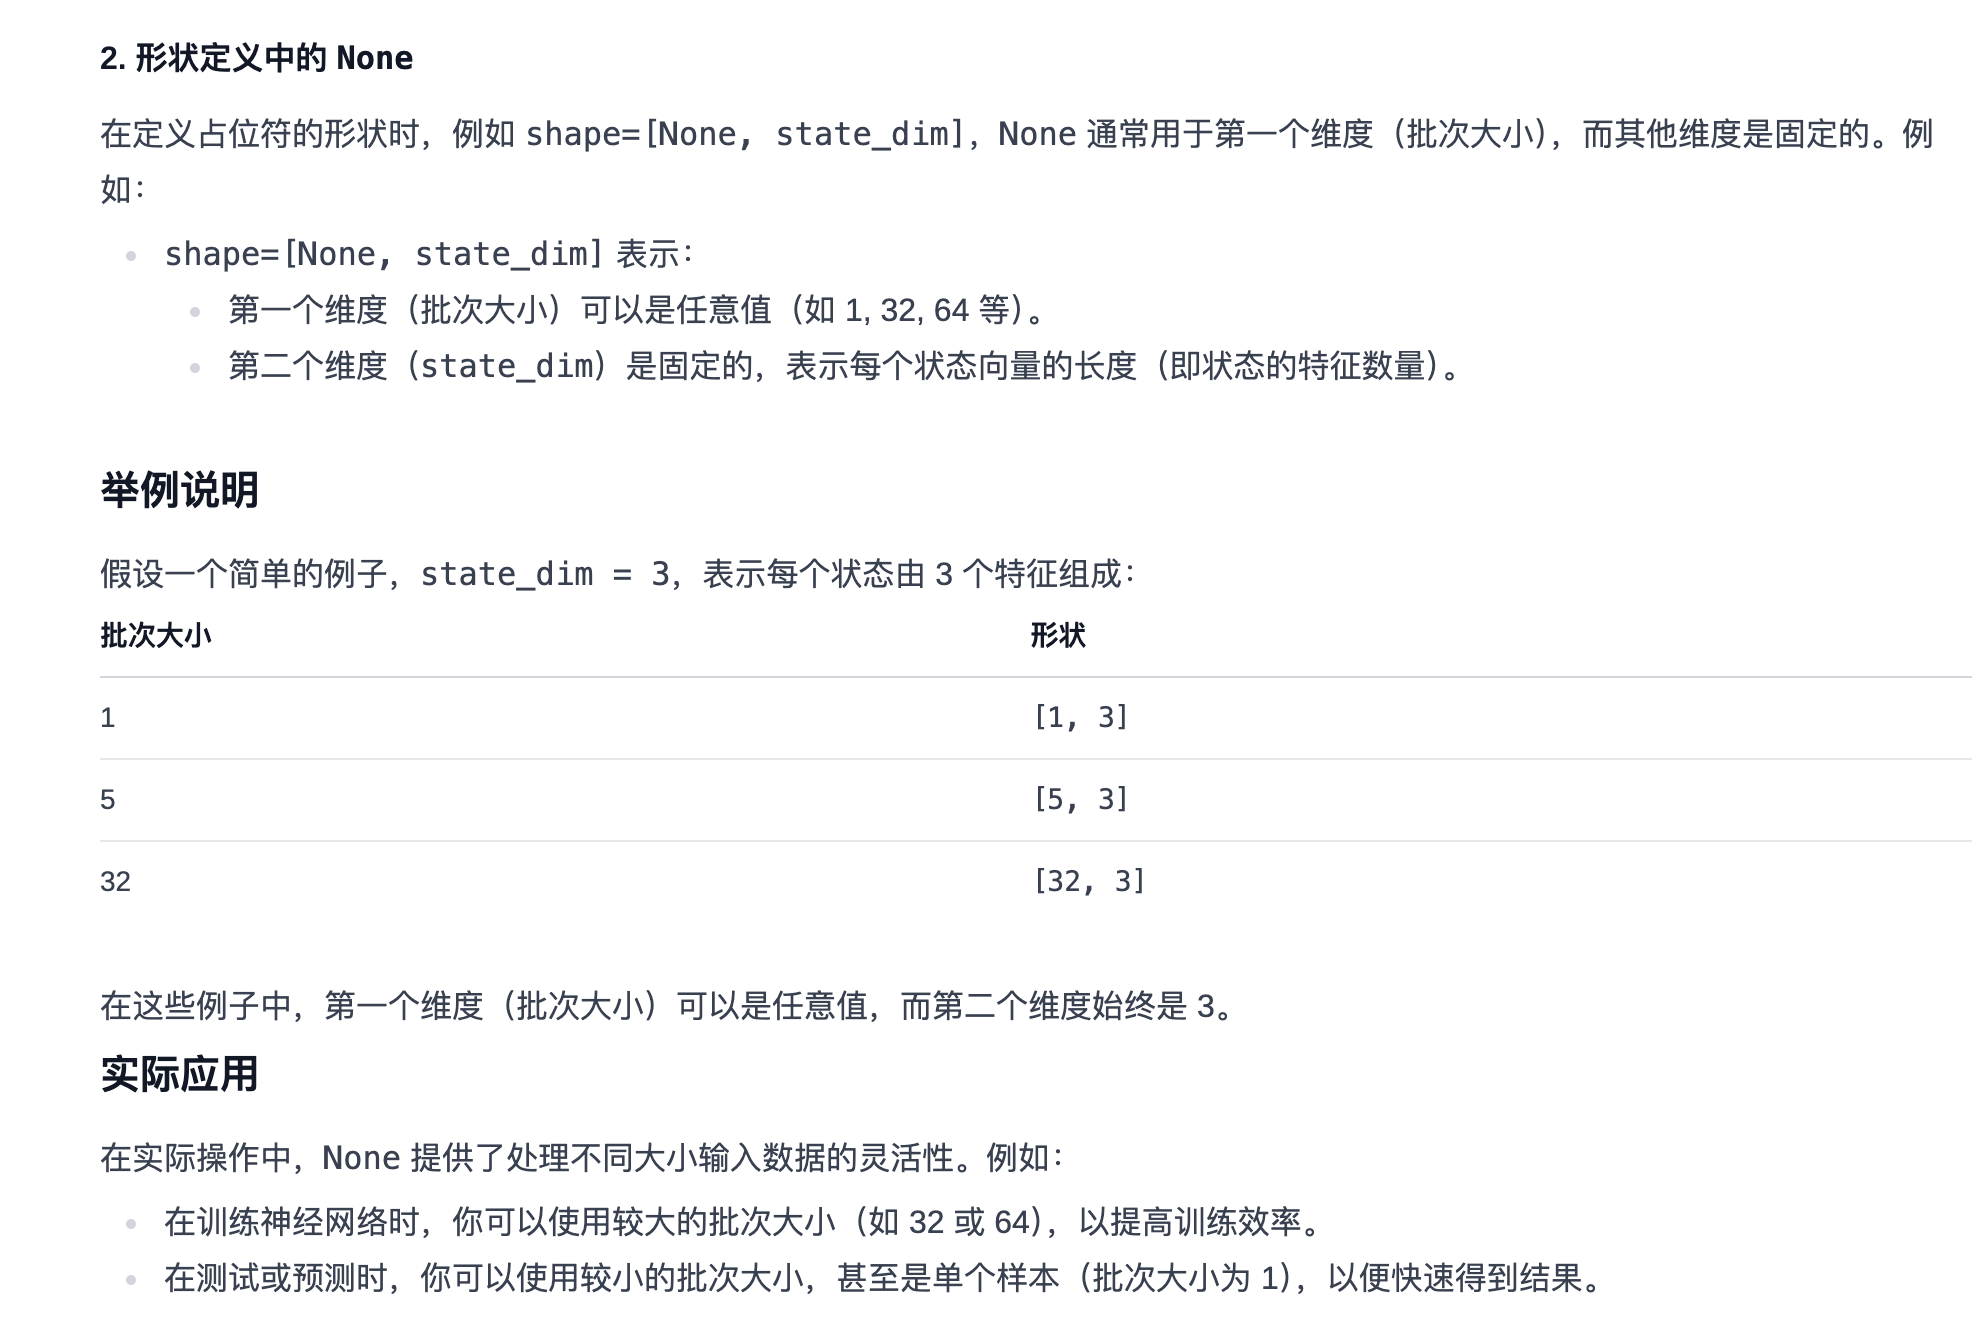 2. 形状定义中的 None
在定义占位符的形状时，例如 shape=[None, state_dim]，None 通常用于第一个维度（批次大小），而其他维度是固定的。例
如：
shape=[None, state_dim] 表示：
第一个维度（批次大小）可以是任意值（如 1, 32, 64 等）。
第二个维度（state_dim）是固定的，表示每个状态向量的长度（即状态的特征数量）。
举例说明
假设一个简单的例子，state_dim = 3，表示每个状态由 3 个特征组成：
批次大小 形状
1 [1, 3]
5 [5, 3]
32 [32, 3]
在这些例子中，第一个维度（批次大小）可以是任意值，而第二个维度始终是 3。
实际应用
在实际操作中，None 提供了处理不同大小输入数据的灵活性。例如：
在训练神经网络时，你可以使用较大的批次大小（如 32 或 64），以提高训练效率。
在测试或预测时，你可以使用较小的批次大小，甚至是单个样本（批次大小为 1），以便快速得到结果。